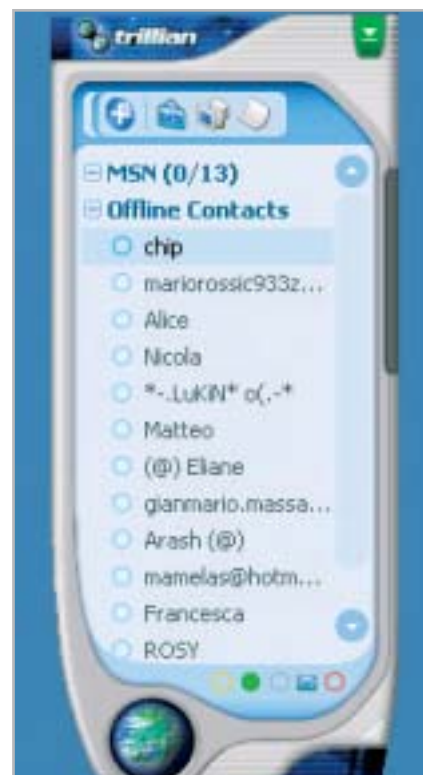 trillian
MSN (0/13)
Offline Contacts
chip
mariorossic933z...
Alice
Nicola
*-.LuKiN* o(.-*
Matteo
(@) Eliane
gianmario.massa...
Arash (@)
mamelas@hotm...
Francesca
ROSY